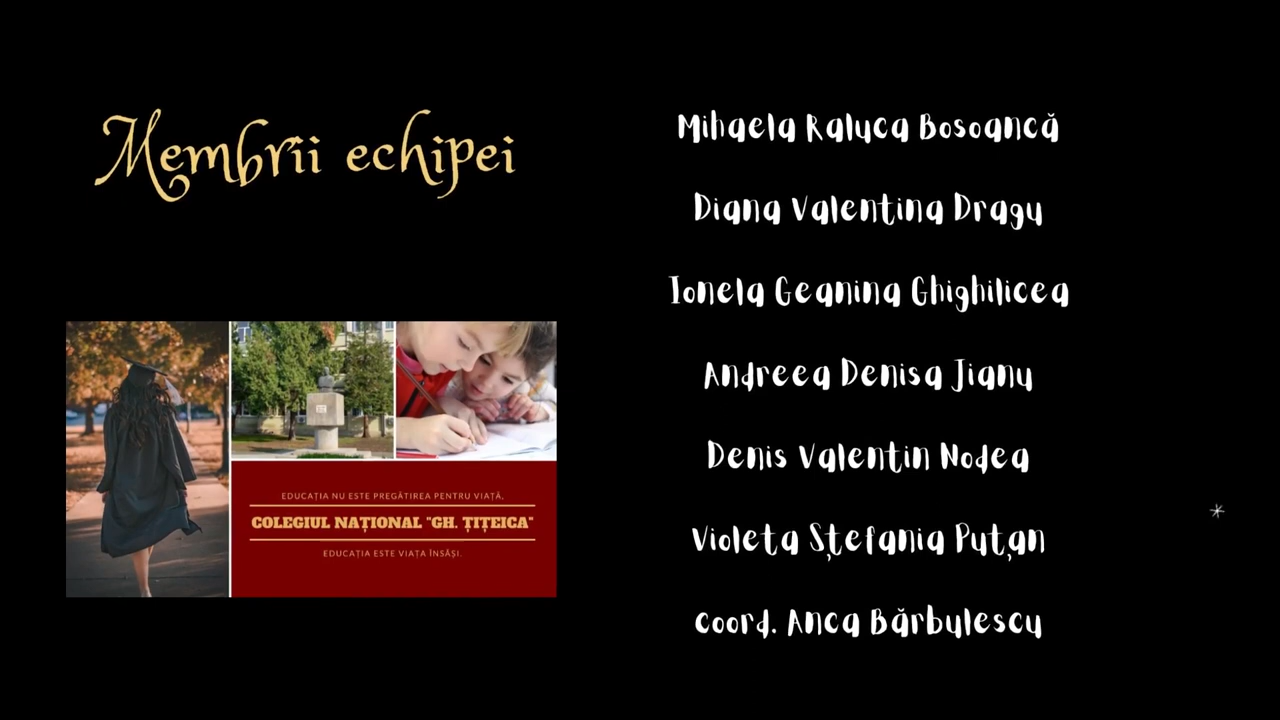 Membrii echipei
EDUCAȚIA NU ESTE PREGĂTIREA PENTRU VIAȚĂ,
COLEGIUL NAȚIONAL "GH. ȚIȚEICA"
EDUCAȚIA ESTE VIAȚA ÎNSĂȘI.
Mihaela Raluca Bosoancă
Diana Valentina Dragu
Ionela Geanina Ghighilicea
Andreea Denisa Jianu
Denis Valentin Nodea
Violeta Ștefania Puțan
Coord. Anca Bărbulescu